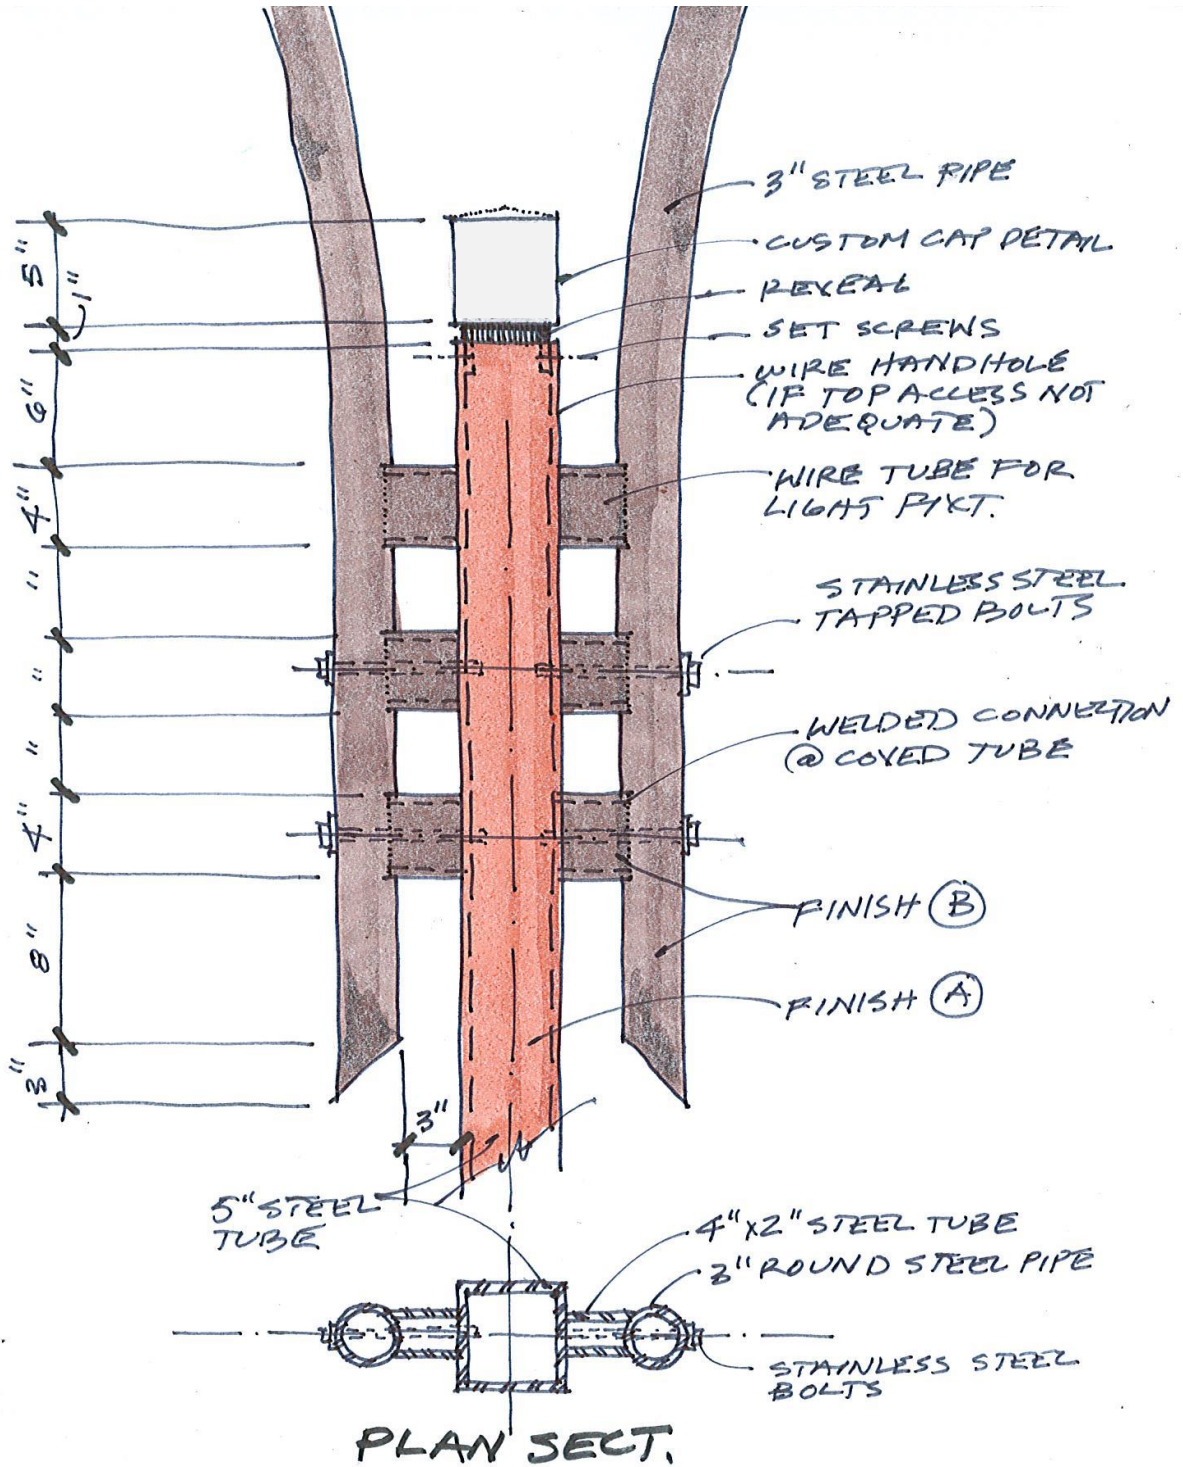 3" STEEL PIPE
CUSTOM CAP DETAIL
REVEAL
SET SCREWS
WIRE HANDHOLE
(IF TOP ACCESS NOT
ADEQUATE)
WIRE TUBE FOR
LIGHT FIXT.
STAINLESS STEEL
TAPPED BOLTS
WELDED CONNECTION
@ COVED TUBE
FINISH B
FINISH A
5"
1"
6"
4"
"
"
"
4"
8"
3"
3"
5" STEEL
TUBE
4"X2" STEEL TUBE
3" ROUND STEEL PIPE
STAINLESS STEEL
BOLTS
PLAN SECT.